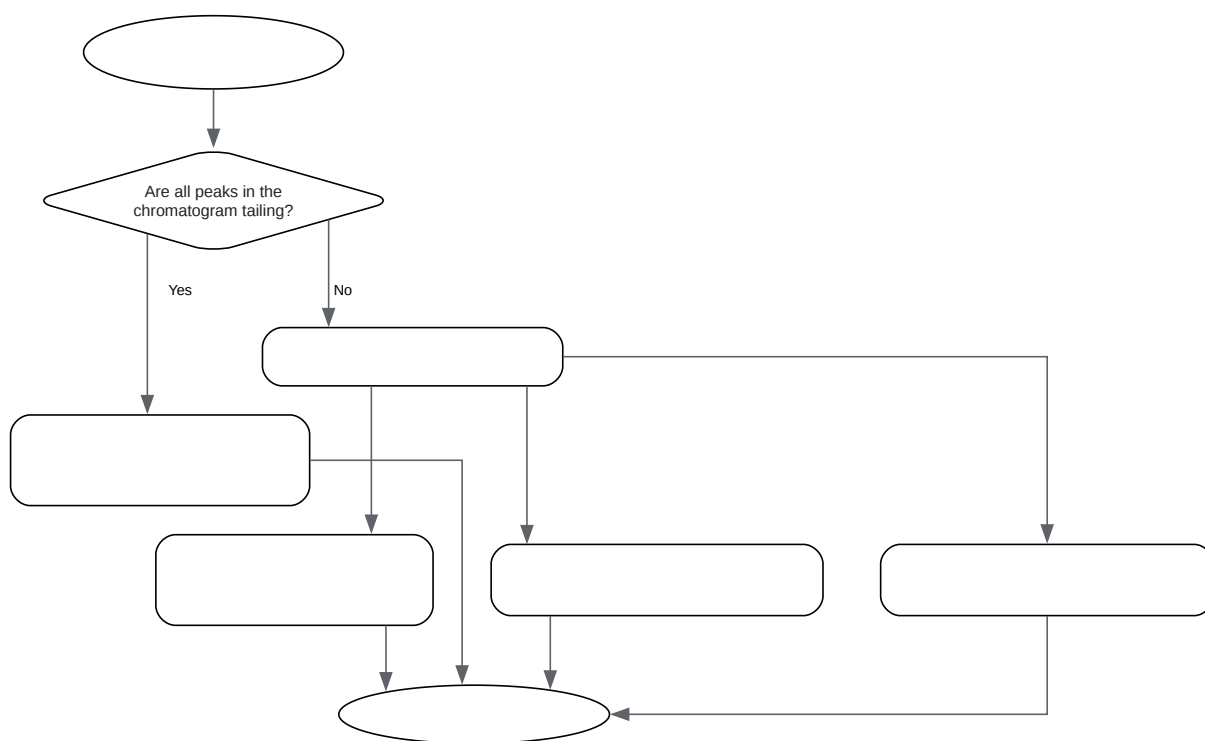 Are all peaks in the
chromatogram tailing?
Yes
No